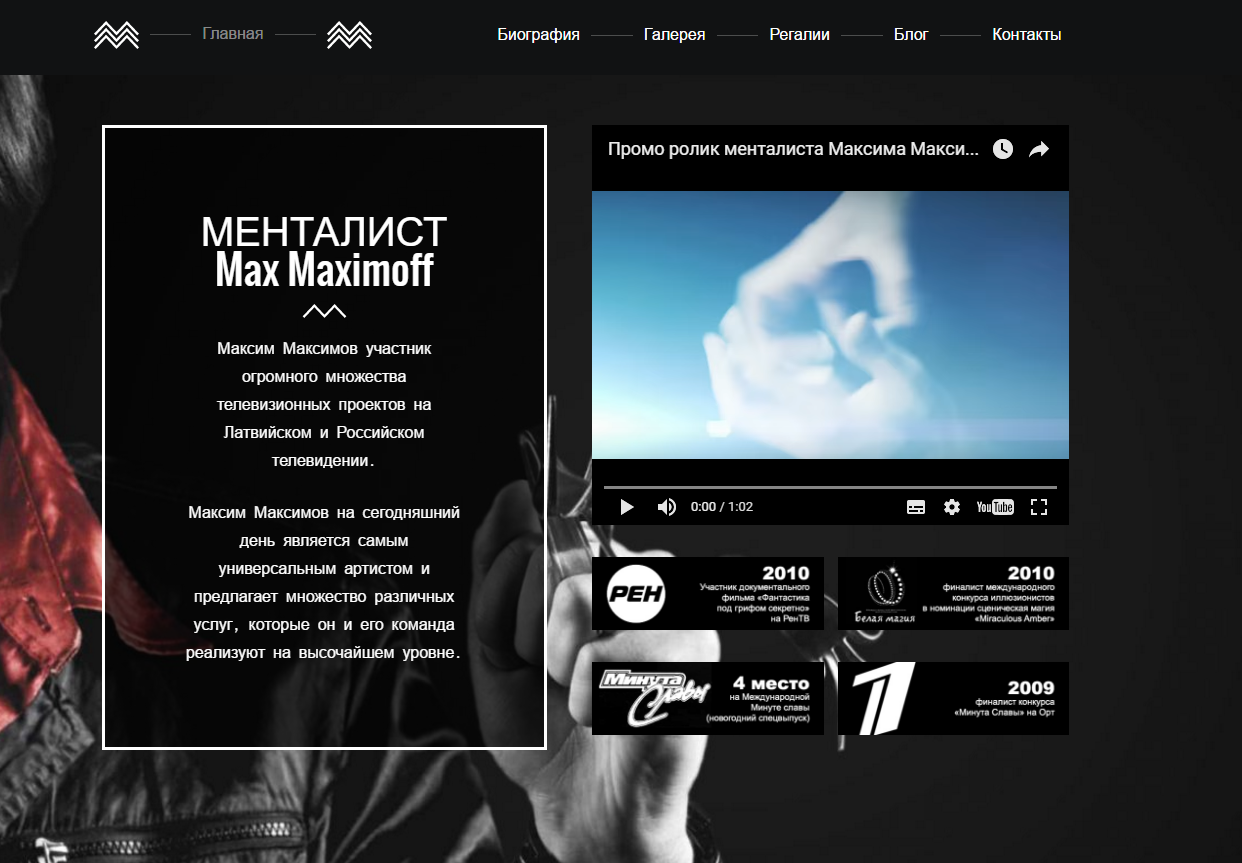 Главная
Биография
Галерея
Регалии
Блог
Контакты
МЕНТАЛИСТ
Max Maximoff
Максим Максимов участник
огромного множества
телевизионных проектов на
Латвийском и Российском
телевидении.
Максим Максимов на сегодняшний
день является самым
универсальным артистом и
предлагает множество различных
услуг, которые он и его команда
реализуют на высочайшем уровне.
Промо ролик менталиста Максима Макси...
0:00 / 1:02
YouTube
РЕН
2010
Участник документального
фильма «Фантастика
под грифом секретно»
на РенТВ
Белая магия
2010
финалист международного
конкурса иллюзионистов
в номинации сценическая магия
«Miraculous Amber»
Минута
Славы
4 место
на Международной
Минуте славы
(новогодний спецвыпуск)
1
2009
финалист конкурса
«Минута Славы» на Орт